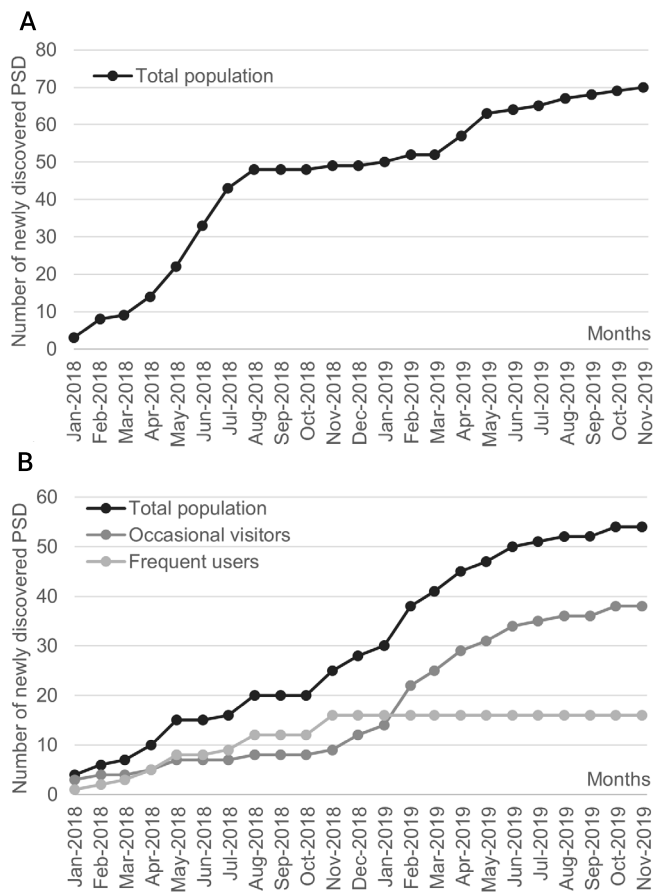 A
Number of newly discovered PSD
80
70
60
50
40
30
20
10
0
Total population
Months
Jan-2018
Feb-2018
Mar-2018
Apr-2018
May-2018
Jun-2018
Jul-2018
Aug-2018
Sep-2018
Oct-2018
Nov-2018
Dec-2018
Jan-2019
Feb-2019
Mar-2019
Apr-2019
May-2019
Jun-2019
Jul-2019
Aug-2019
Sep-2019
Oct-2019
Nov-2019
B
Number of newly discovered PSD
60
50
40
30
20
10
0
Total population
Occasional visitors
Frequent users
Months
Jan-2018
Feb-2018
Mar-2018
Apr-2018
May-2018
Jun-2018
Jul-2018
Aug-2018
Sep-2018
Oct-2018
Nov-2018
Dec-2018
Jan-2019
Feb-2019
Mar-2019
Apr-2019
May-2019
Jun-2019
Jul-2019
Aug-2019
Sep-2019
Oct-2019
Nov-2019